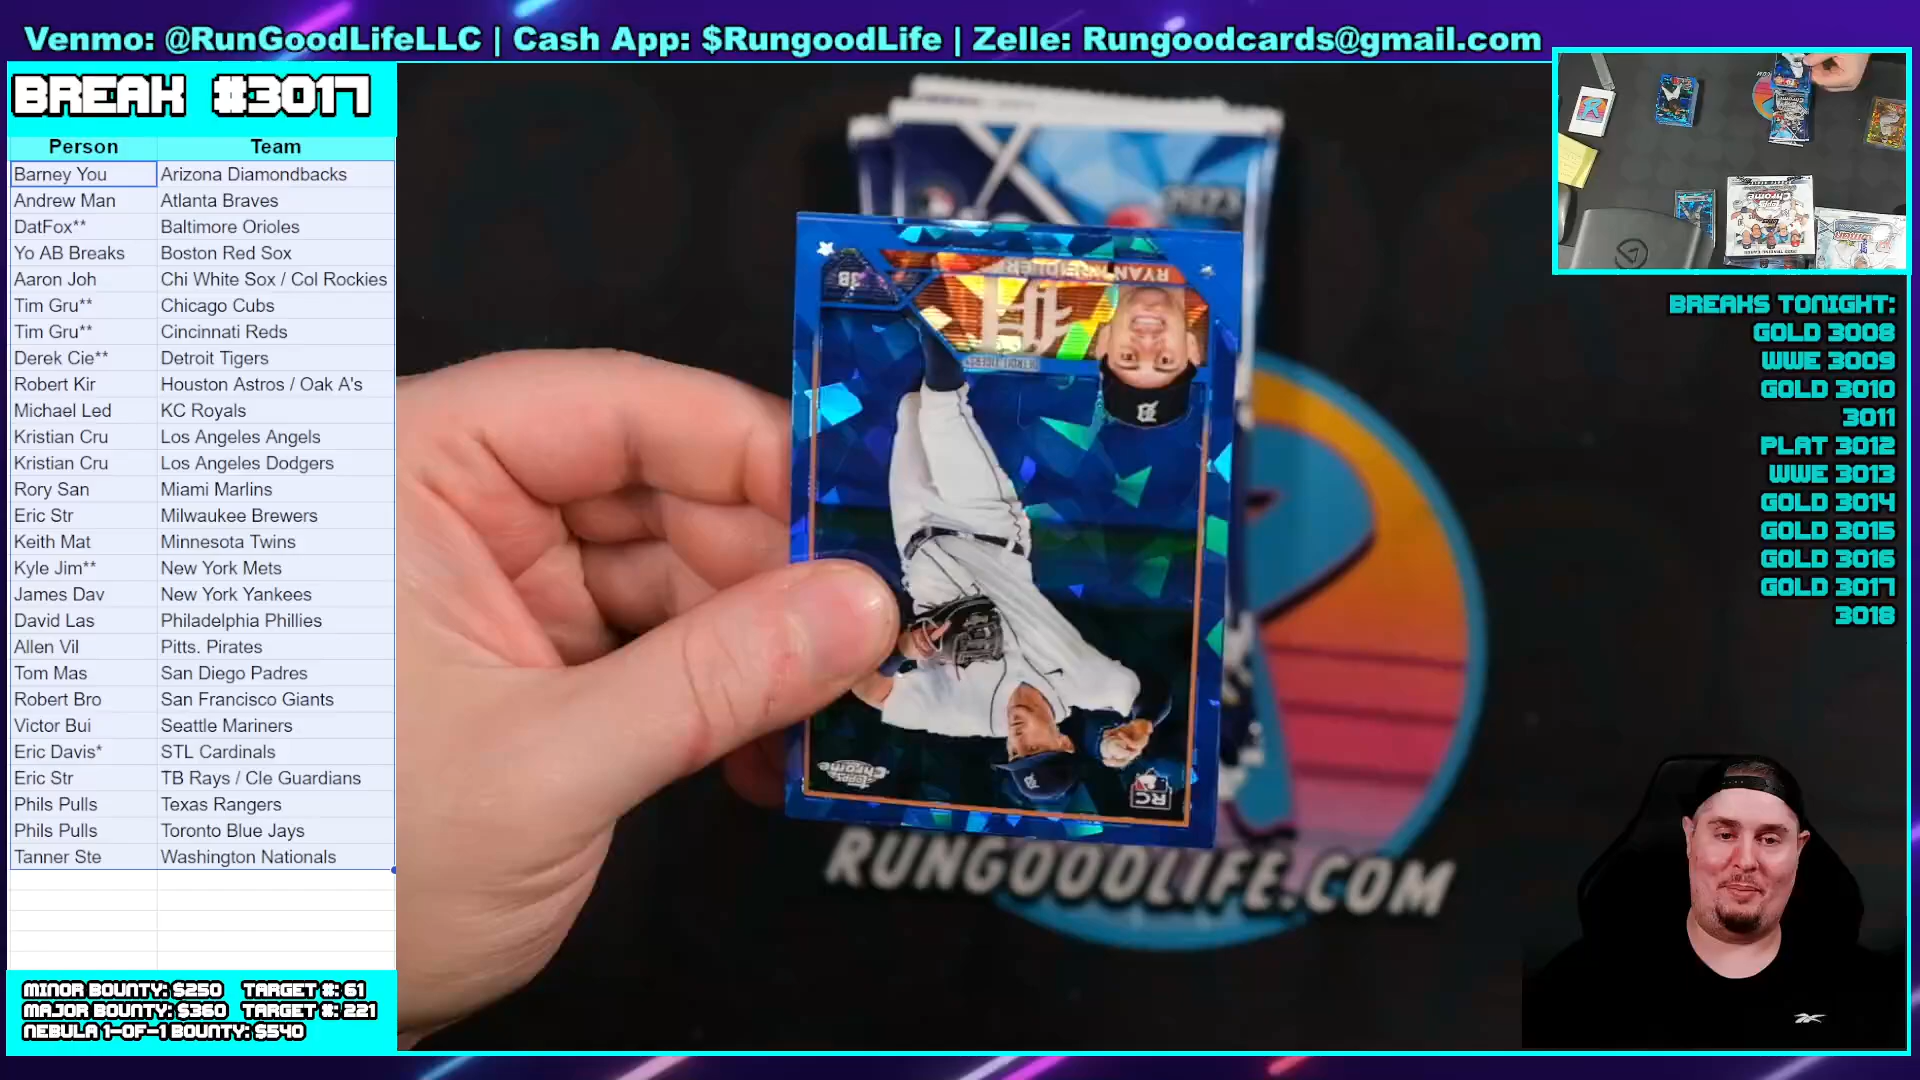 Venmo: @RunGoodLifeLLC | Cash App: $RungoodLife | Zelle: Rungoodcards@gmail.com
BREAK #3017
Person Team
Barney You Arizona Diamondbacks
Andrew Man Atlanta Braves
DatFox** Baltimore Orioles
Yo AB Breaks Boston Red Sox
Aaron Joh Chi White Sox / Col Rockies
Tim Gru** Chicago Cubs
Tim Gru** Cincinnati Reds
Derek Cie** Detroit Tigers
Robert Kir Houston Astros / Oak A's
Michael Led KC Royals
Kristian Cru Los Angeles Angels
Kristian Cru Los Angeles Dodgers
Rory San Miami Marlins
Eric Str Milwaukee Brewers
Keith Mat Minnesota Twins
Kyle Jim** New York Mets
James Dav New York Yankees
David Las Philadelphia Phillies
Allen Vil Pitts. Pirates
Tom Mas San Diego Padres
Robert Bro San Francisco Giants
Victor Bui Seattle Mariners
Eric Davis* STL Cardinals
Eric Str TB Rays / Cle Guardians
Phils Pulls Texas Rangers
Phils Pulls Toronto Blue Jays
Tanner Ste Washington Nationals
MINOR BOUNTY: $250 TARGET #: 61
MAJOR BOUNTY: $360 TARGET #: 221
NEBULA 1-OF-1 BOUNTY: $540
2023
RYAN KREIDLER
3B
DETROIT TIGERS
Topps Chrome
RC
RUNGOODLIFE.COM
BREAKS TONIGHT:
GOLD 3008
WWE 3009
GOLD 3010
3011
PLAT 3012
WWE 3013
GOLD 3014
GOLD 3015
GOLD 3016
GOLD 3017
3018